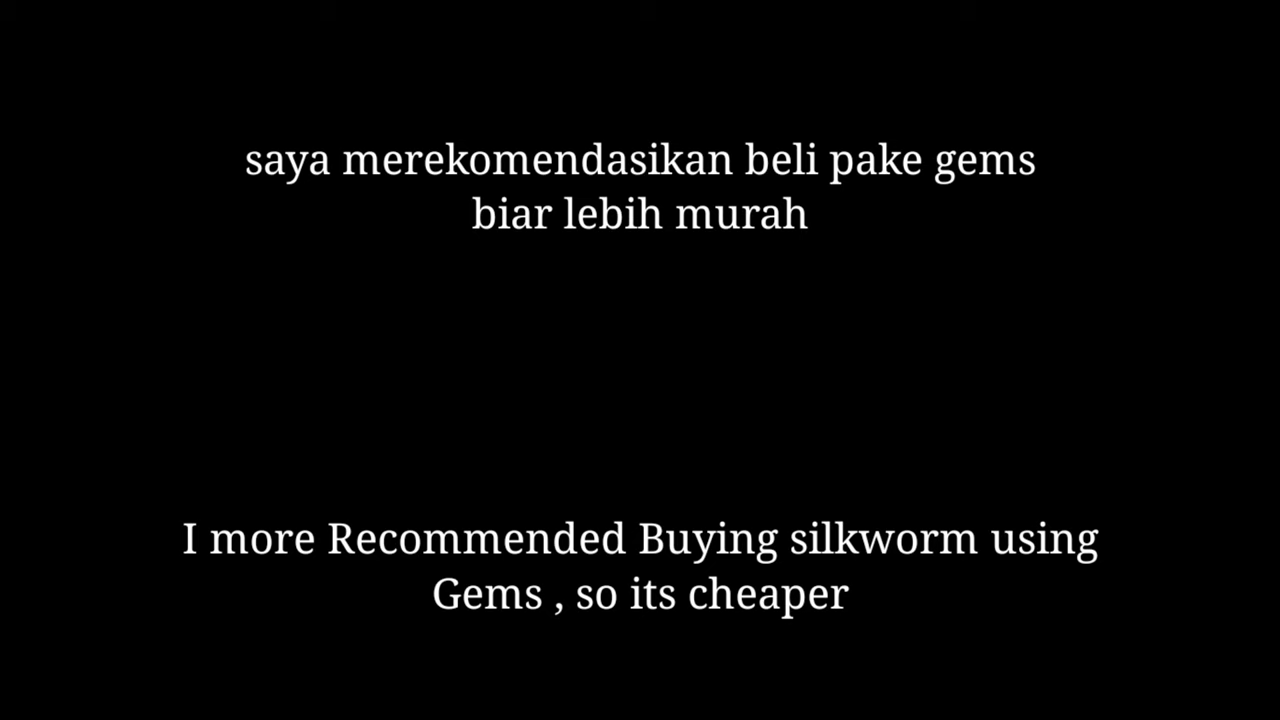 saya merekomendasikan beli pake gems
biar lebih murah
I more Recommended Buying silkworm using
Gems , so its cheaper